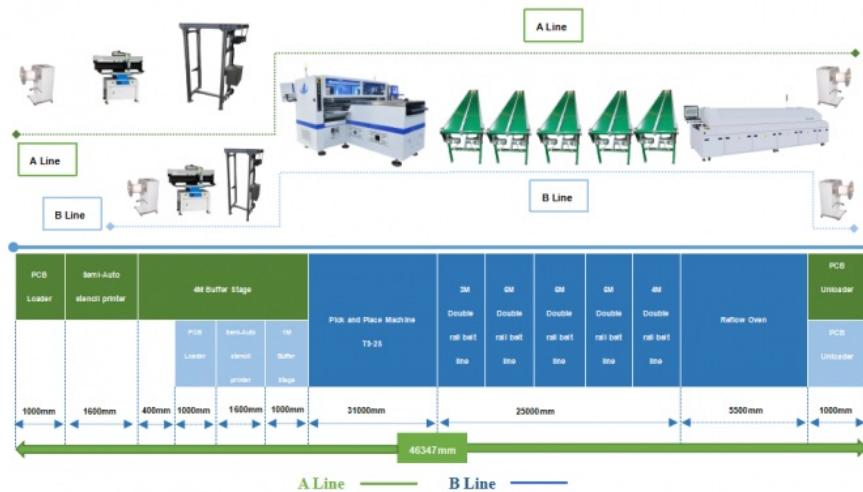 A Line
A Line
B Line
B Line
PCB
Loader
Semi-Auto
stencil printer
4M Buffer Stage
PCB
Loader
Semi-Auto
stencil
printer
1M
Buffer
Stage
Pick and Place Machine
3M
Double
rail belt
line
6M
Double
rail belt
line
6M
Double
rail belt
line
6M
Double
rail belt
line
4M
Double
rail belt
line
Reflow Oven
PCB
Unloader
PCB
Unloader
1000mm
1600mm
400mm
1000mm
1600mm
1000mm
31000mm
25000mm
5500mm
1000mm
46347mm
A Line
B Line